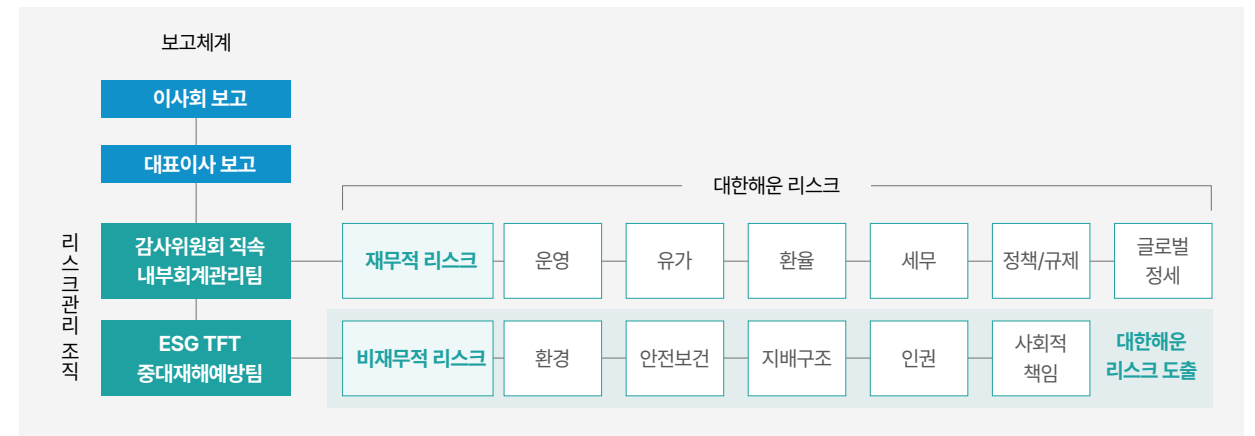 보고체계
이사회 보고
대표이사 보고
대한해운 리스크
리스크관리 조직
감사위원회 직속
내부회계관리팀
재무적 리스크
운영
유가
환율
세무
정책/규제
글로벌
정세
ESG TFT
중대재해예방팀
비재무적 리스크
환경
안전보건
지배구조
인권
사회적
책임
대한해운
리스크 도출